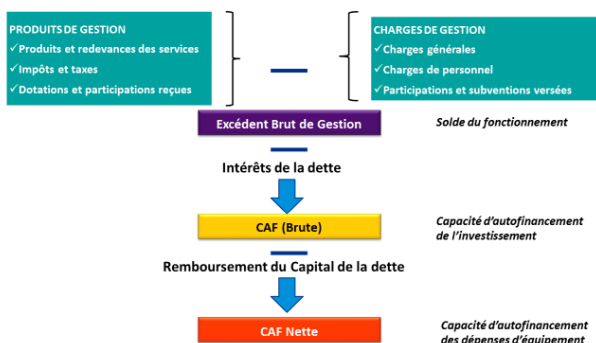 PRODUITS DE GESTION
✓Produits et redevances des services
✓Impôts et taxes
✓Dotations et participations reçues
CHARGES DE GESTION
✓Charges générales
✓Charges de personnel
✓Participations et subventions versées
Excédent Brut de Gestion
Solde du fonctionnement
Intérêts de la dette
CAF (Brute)
Capacité d'autofinancement
de l'investissement
Remboursement du Capital de la dette
CAF Nette
Capacité d'autofinancement
des dépenses d'équipement